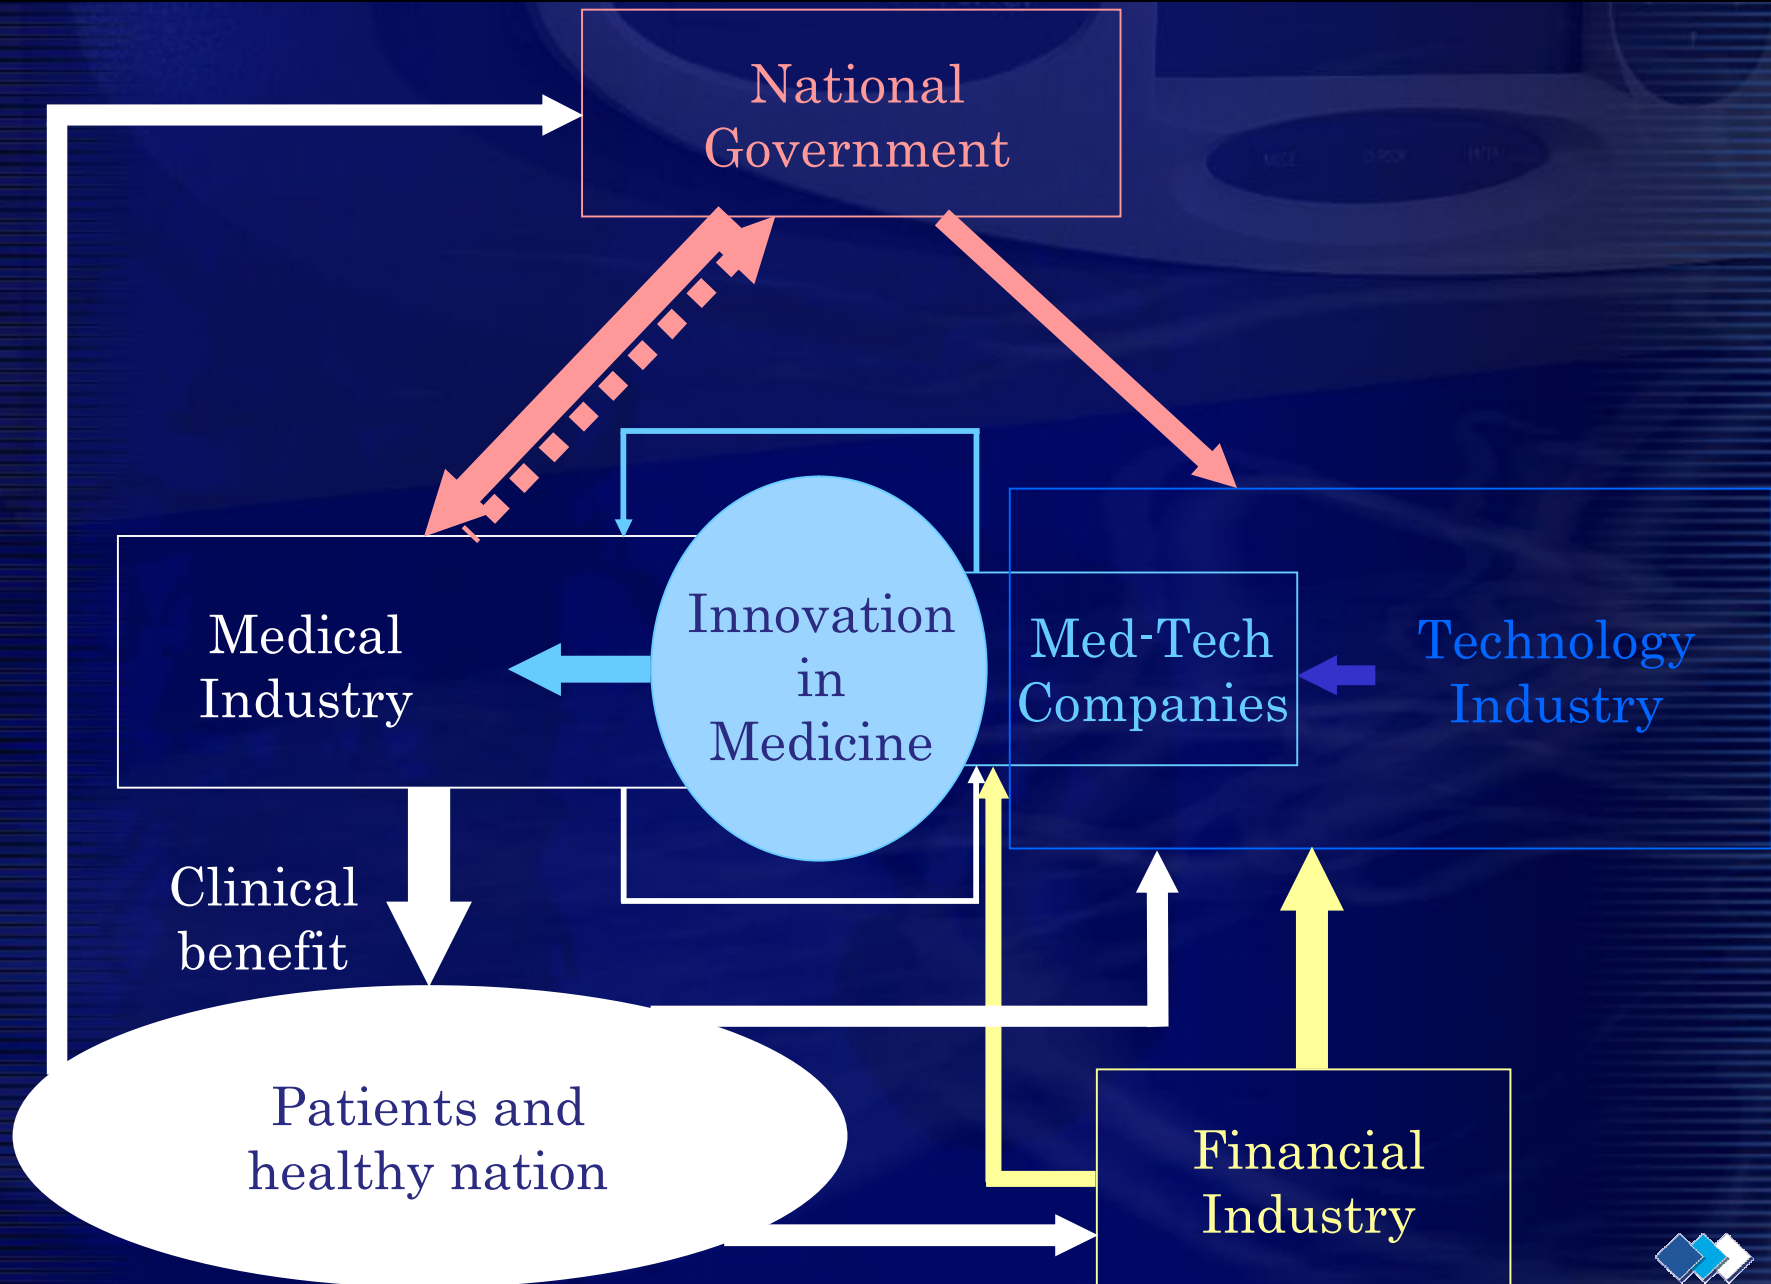 National
Government
Medical
Industry
Innovation
in
Medicine
Med-Tech
Companies
Technology
Industry
Clinical
benefit
Patients and
healthy nation
Financial
Industry